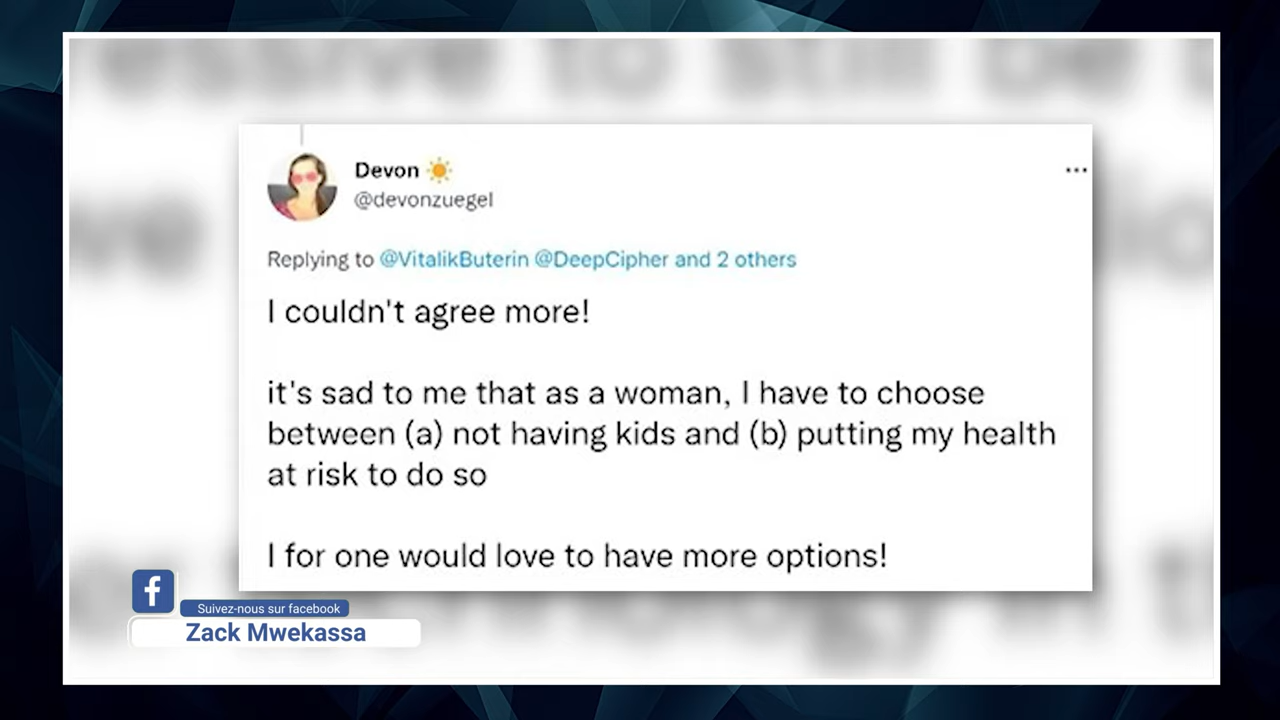 Devon
@devonzuegel
Replying to @VitalikButerin @DeepCipher and 2 others
I couldn't agree more!
it's sad to me that as a woman, I have to choose
between (a) not having kids and (b) putting my health
at risk to do so
I for one would love to have more options!
Suivez-nous sur facebook
Zack Mwekassa